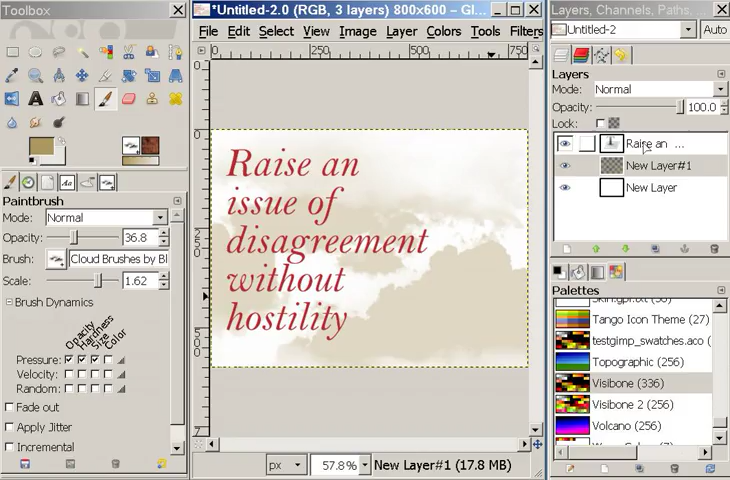 Toolbox
*Untitled-2.0 (RGB, 3 layers) 800x600 – GI...
Layers, Channels, Paths, ...
File Edit Select View Image Layer Colors Tools Filters
Untitled-2
Auto
0 250 500 750
Layers
Mode: Normal
Opacity: 100.0
Lock:
Raise an ...
New Layer#1
New Layer
Raise an
issue of
disagreement
without
hostility
Paintbrush
Mode: Normal
Opacity: 36.8
Brush: Cloud Brushes by Bl
Scale: 1.62
Brush Dynamics
Opacity
Hardness
Size
Color
Pressure:
Velocity:
Random:
Fade out
Apply Jitter
Incremental
Palettes
Tango Icon Theme (27)
testgimp_swatches.aco (
Topographic (256)
Visibone (336)
Visibone 2 (256)
Volcano (256)
px 57.8% New Layer#1 (17.8 MB)